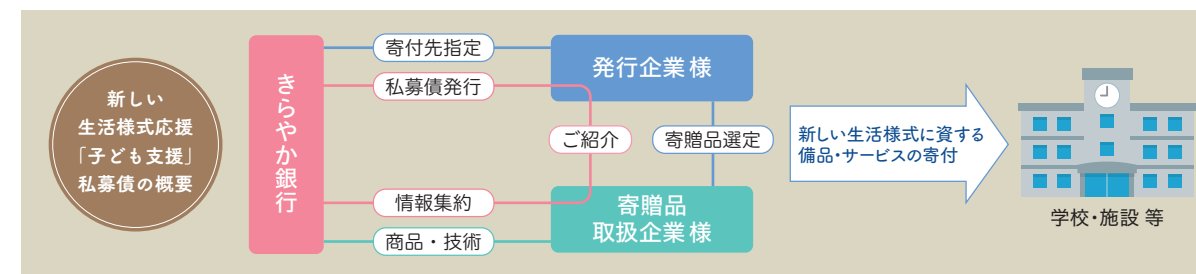 新しい
生活様式応援
「子ども支援」
私募債の概要
きらやか銀行
寄付先指定
私募債発行
情報集約
商品・技術
発行企業様
ご紹介
寄贈品選定
寄贈品
取扱企業様
新しい生活様式に資する
備品・サービスの寄付
学校・施設 等